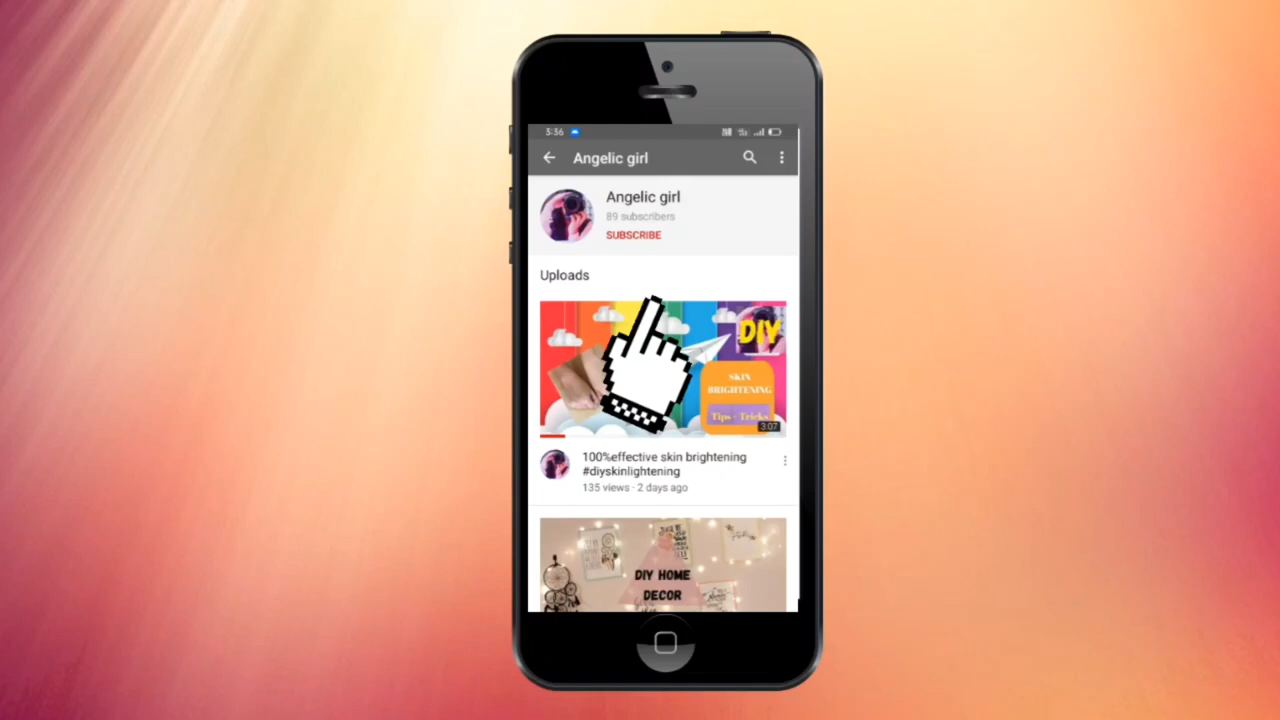 3:36
Angelic girl
Angelic girl
89 subscribers
SUBSCRIBE
Uploads
DIY
SKIN
BRIGHTENING
Tips - Tricks
3:07
100%effective skin brightening
#diyskinlightening
135 views · 2 days ago
DIY HOME
DECOR